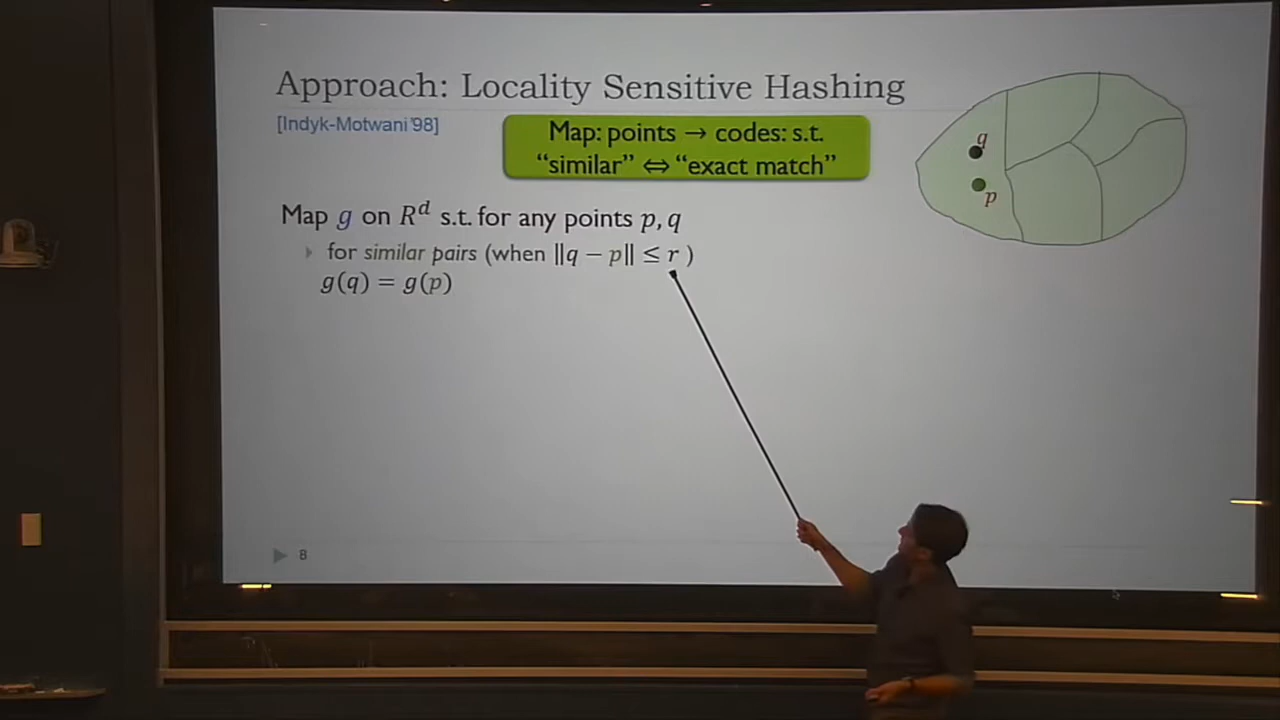 Approach: Locality Sensitive Hashing
[Indyk-Motwani'98]
Map: points → codes: s.t.
“similar” ⇔ “exact match”
q
p
Map g on R^d s.t. for any points p, q
for similar pairs (when ‖q − p‖ ≤ r )
g(q) = g(p)
8